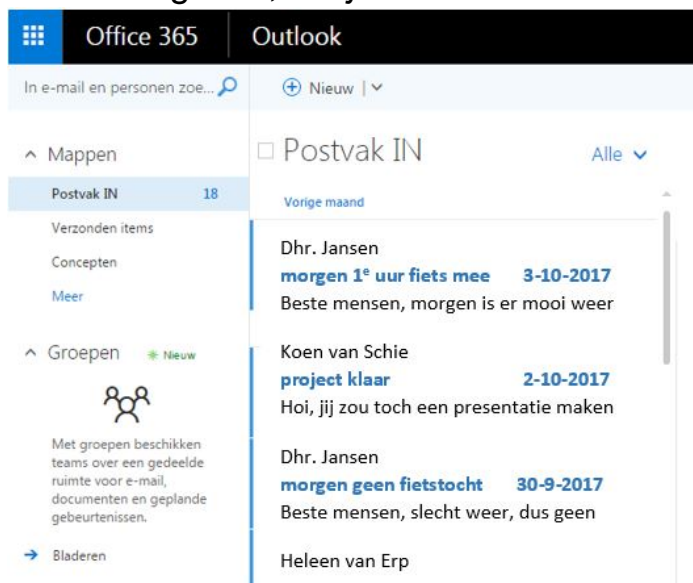 Office 365 Outlook
In e-mail en personen zoe...
Nieuw
Mappen
Postvak IN 18
Verzonden items
Concepten
Meer
Groepen Nieuw
Met groepen beschikken
teams over een gedeelde
ruimte voor e-mail,
documenten en geplande
gebeurtenissen.
Bladeren
Postvak IN Alle
Vorige maand
Dhr. Jansen
morgen 1e uur fiets mee 3-10-2017
Beste mensen, morgen is er mooi weer
Koen van Schie
project klaar 2-10-2017
Hoi, jij zou toch een presentatie maken
Dhr. Jansen
morgen geen fietstocht 30-9-2017
Beste mensen, slecht weer, dus geen
Heleen van Erp